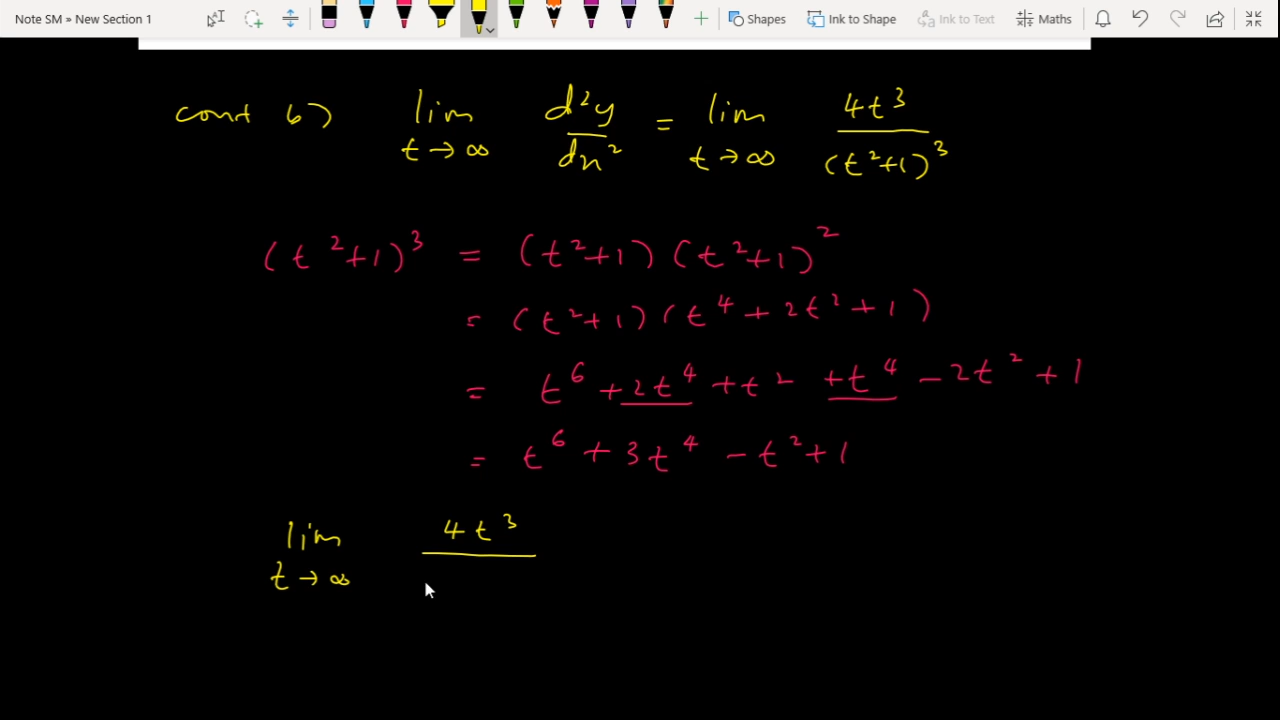 Note SM » New Section 1 Shapes Ink to Shape Ink to Text Maths
cont 6) lim t→∞ d²y/dx² = lim t→∞ 4t³/(t²+1)³
(t²+1)³ = (t²+1)(t²+1)²
= (t²+1)(t⁴+2t²+1)
= t⁶+2t⁴+t²+t⁴-2t²+1
= t⁶+3t⁴-t²+1
lim t→∞ 4t³